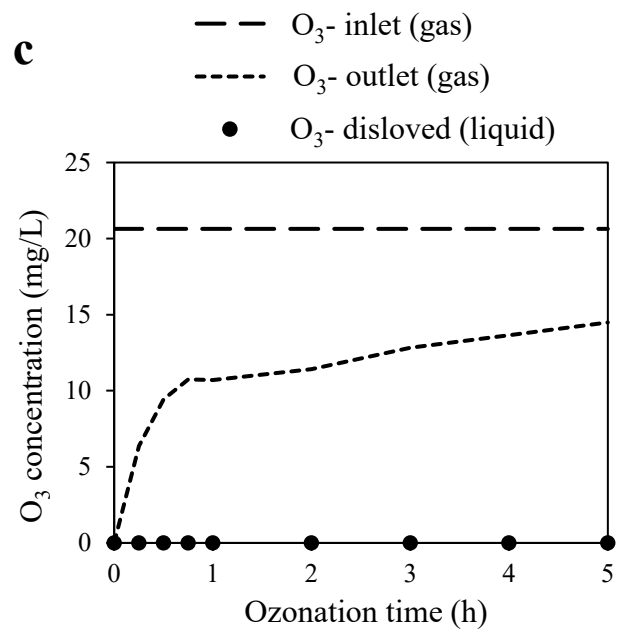 c
O₃- inlet (gas)
O₃- outlet (gas)
O₃- disloved (liquid)
O₃ concentration (mg/L)
25
20
15
10
5
0
0 1 2 3 4 5
Ozonation time (h)